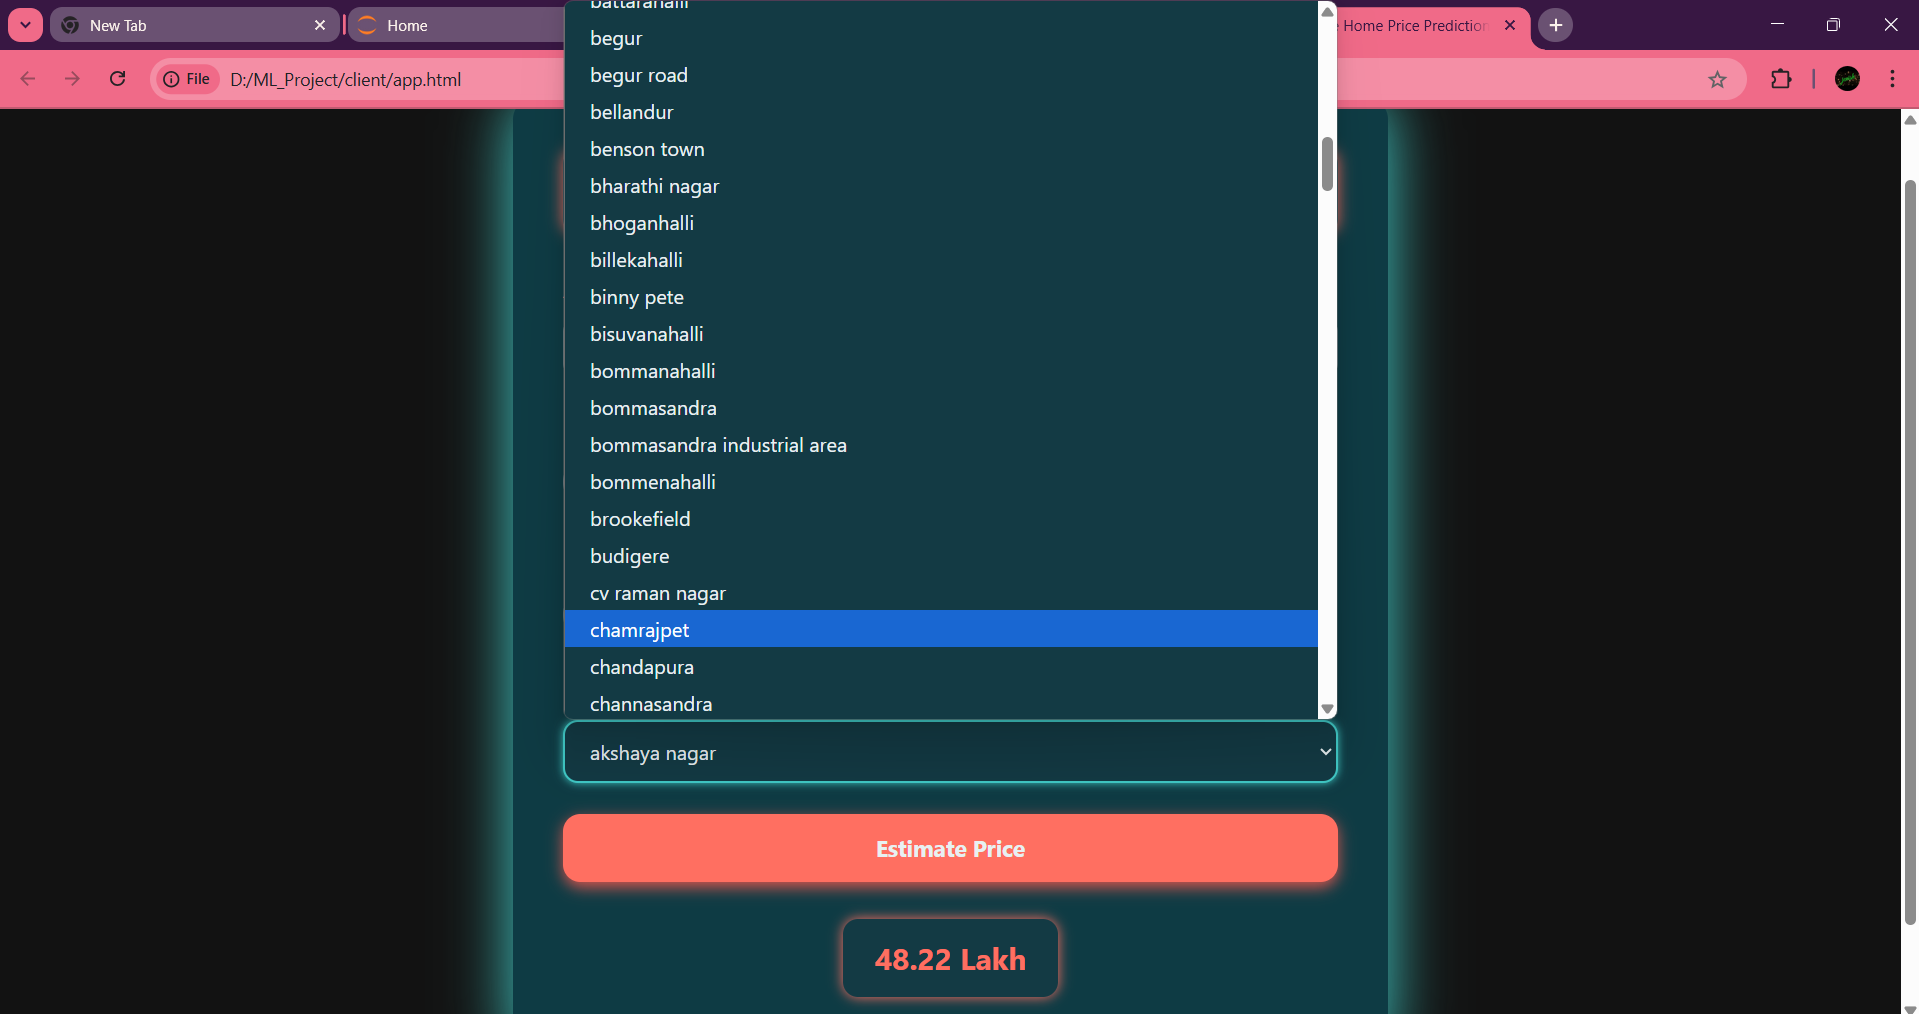 New Tab
Home
Home Price Prediction
File
D:/ML_Project/client/app.html
battarahalli
begur
begur road
bellandur
benson town
bharathi nagar
bhoganhalli
billekahalli
binny pete
bisuvanahalli
bommanahalli
bommasandra
bommasandra industrial area
bommenahalli
brookefield
budigere
cv raman nagar
chamrajpet
chandapura
channasandra
akshaya nagar
Estimate Price
48.22 Lakh